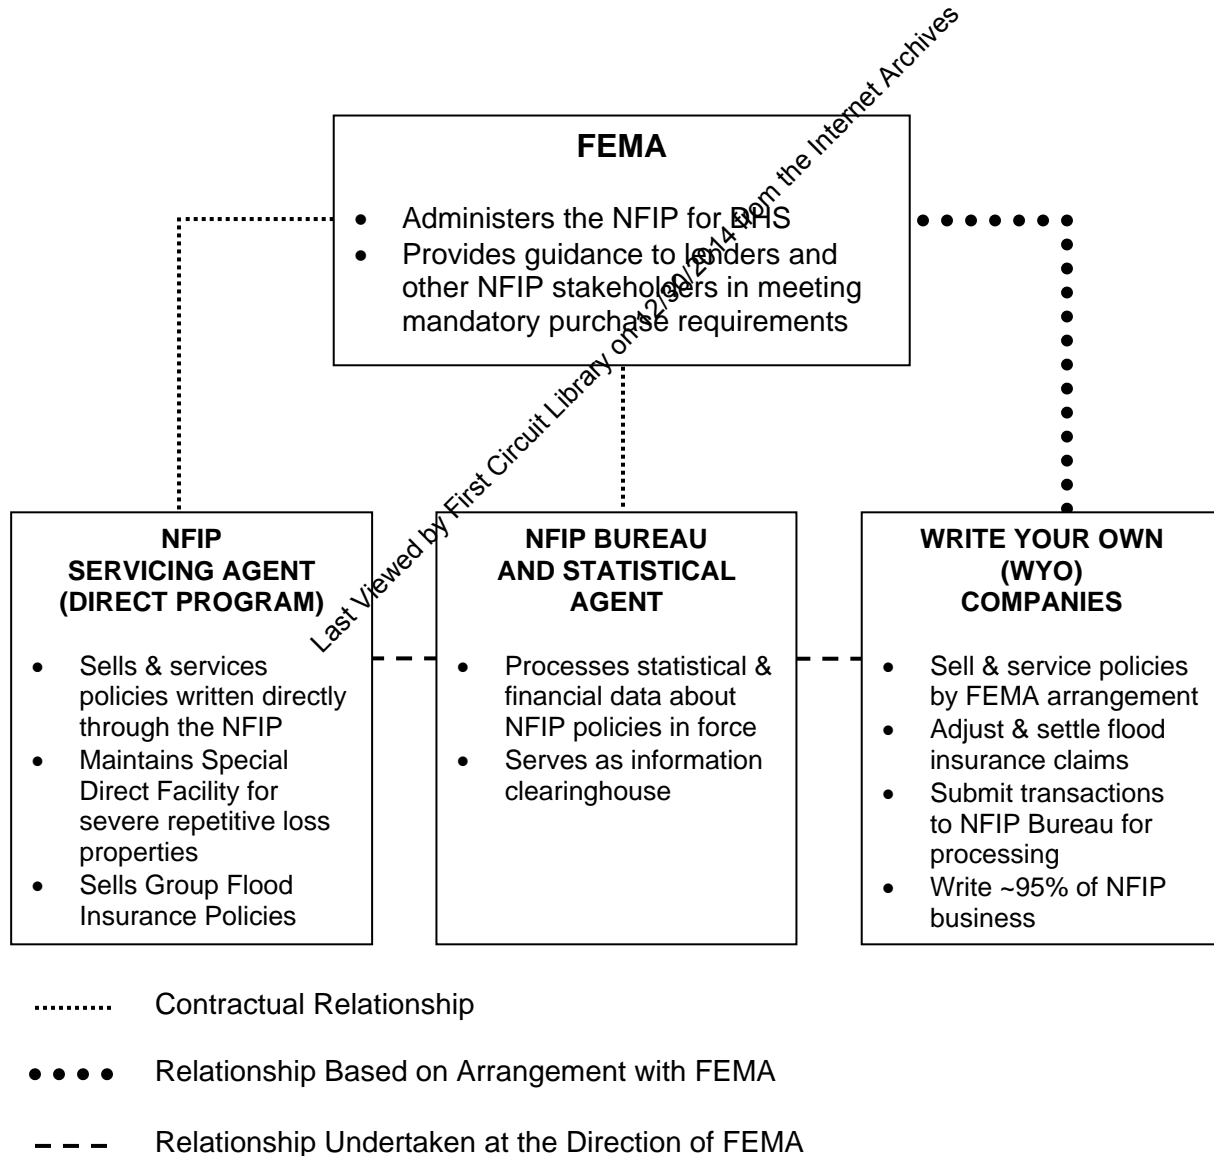 Last Viewed by First Circuit Library on 12/30/2014 from the Internet Archives
FEMA
• Administers the NFIP for DHS
• Provides guidance to lenders and
other NFIP stakeholders in meeting
mandatory purchase requirements
NFIP
SERVICING AGENT
(DIRECT PROGRAM)
• Sells & services
policies written directly
through the NFIP
• Maintains Special
Direct Facility for
severe repetitive loss
properties
• Sells Group Flood
Insurance Policies
NFIP BUREAU
AND STATISTICAL
AGENT
• Processes statistical &
financial data about
NFIP policies in force
• Serves as information
clearinghouse
WRITE YOUR OWN
(WYO)
COMPANIES
• Sell & service policies
by FEMA arrangement
• Adjust & settle flood
insurance claims
• Submit transactions
to NFIP Bureau for
processing
• Write ~95% of NFIP
business
Contractual Relationship
Relationship Based on Arrangement with FEMA
Relationship Undertaken at the Direction of FEMA